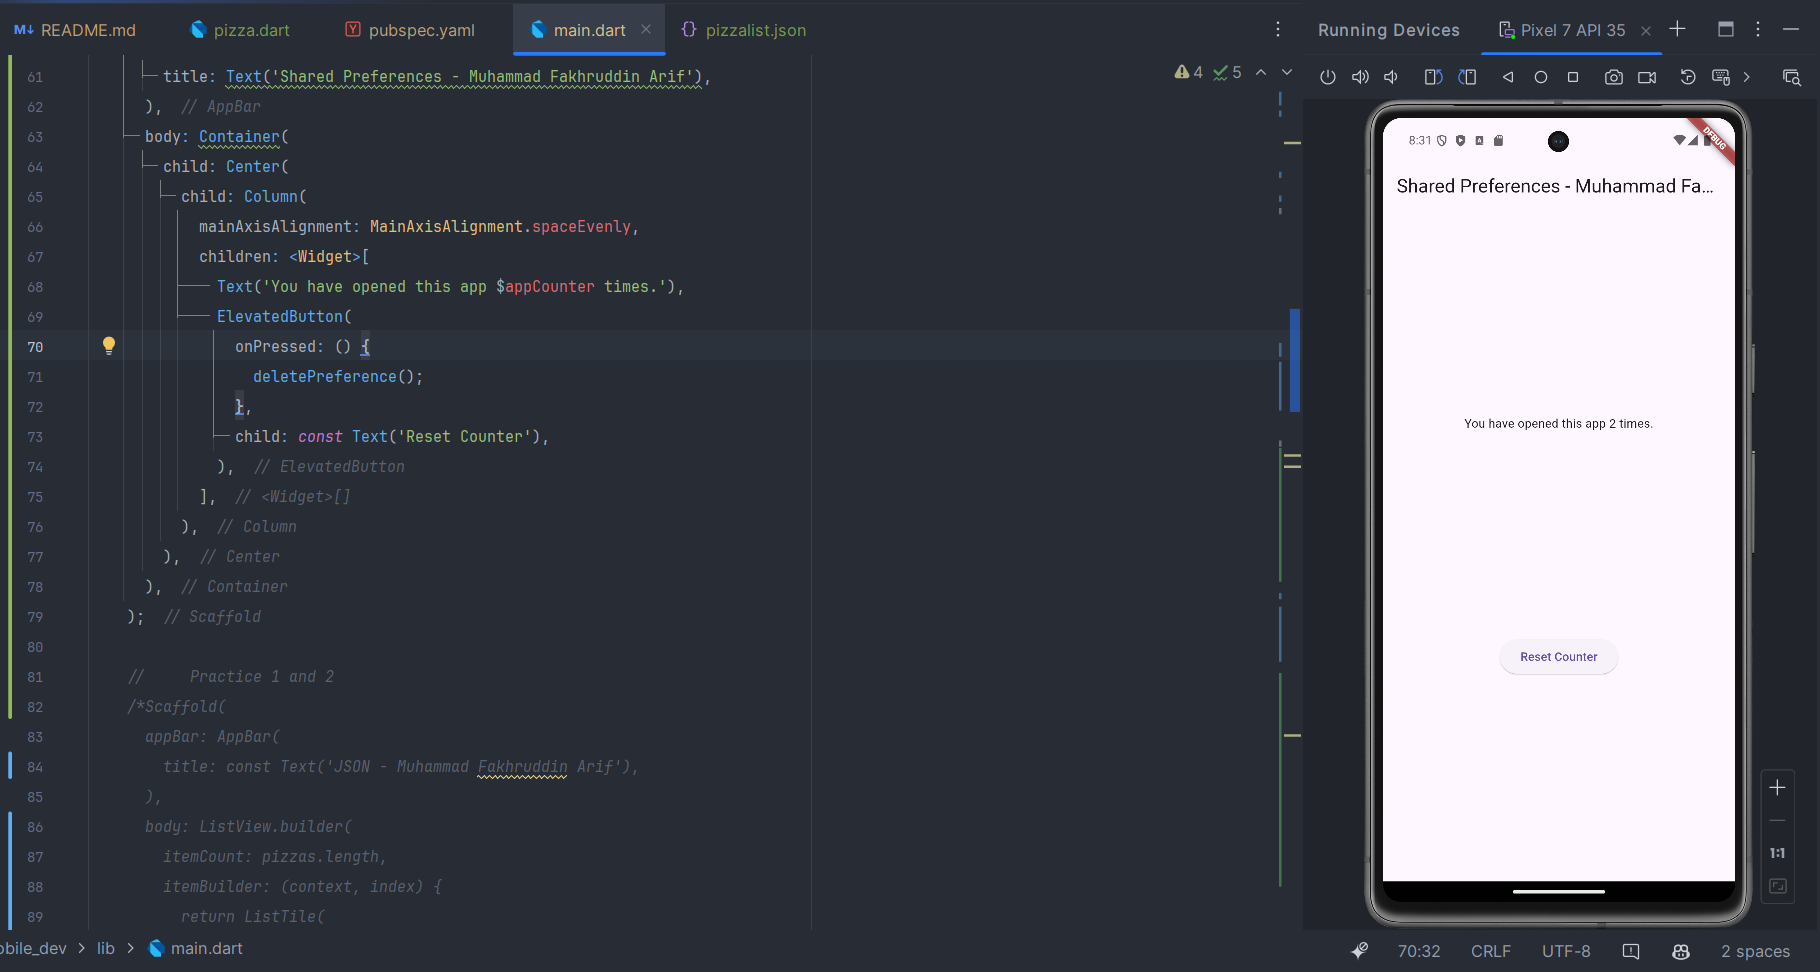 M↓ README.md
pizza.dart
Y pubspec.yaml
main.dart
{} pizzalist.json
Running Devices
Pixel 7 API 35
4
5
61 title: Text('Shared Preferences - Muhammad Fakhruddin Arif'),
62 ), // AppBar
63 body: Container(
64 child: Center(
65 child: Column(
66 mainAxisAlignment: MainAxisAlignment.spaceEvenly,
67 children: <Widget>[
68 Text('You have opened this app $appCounter times.'),
69 ElevatedButton(
70 onPressed: () {
71 deletePreference();
72 },
73 child: const Text('Reset Counter'),
74 ), // ElevatedButton
75 ], // <Widget>[]
76 ), // Column
77 ), // Center
78 ), // Container
79 ); // Scaffold
80
81 // Practice 1 and 2
82 /*Scaffold(
83 appBar: AppBar(
84 title: const Text('JSON - Muhammad Fakhruddin Arif'),
85 ),
86 body: ListView.builder(
87 itemCount: pizzas.length,
88 itemBuilder: (context, index) {
89 return ListTile(
8:31
DEBUG
Shared Preferences - Muhammad Fa...
You have opened this app 2 times.
Reset Counter
1:1
obile_dev > lib > main.dart
70:32 CRLF UTF-8 2 spaces